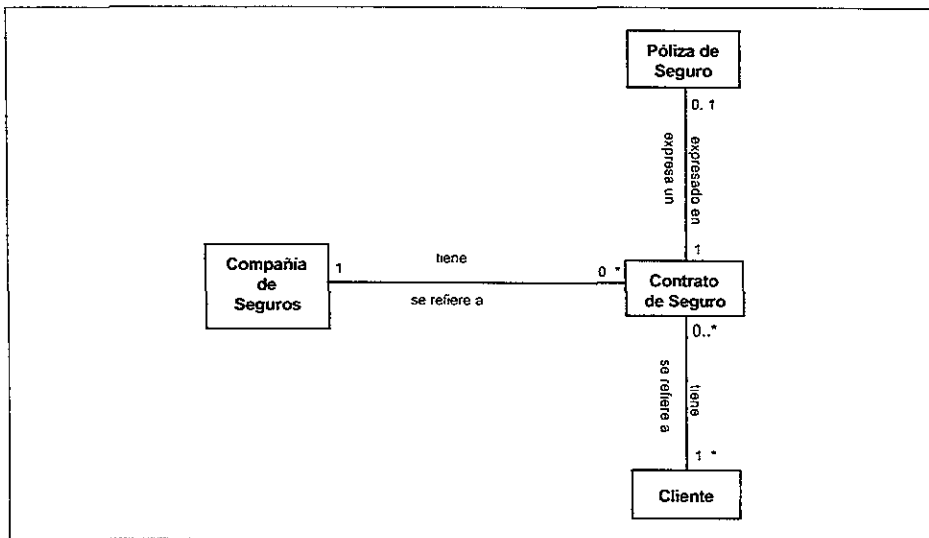 Póliza de
Seguro
0. 1
expresa un
expresado en
1
Compañia
de
Seguros
1
tiene
0 *
se refiere a
Contrato
de Seguro
0..*
se refiere a
tiene
1 *
Cliente